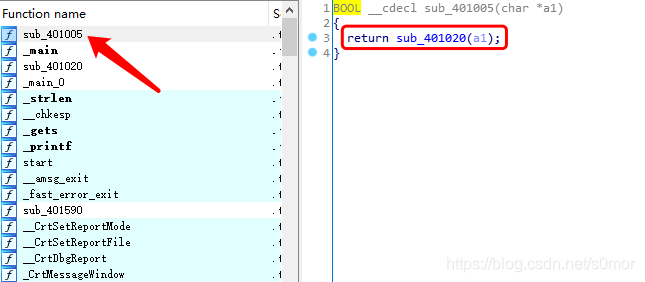 Function name
S
f sub_401005 .t
f _main .t
f sub_401020 .t
f _main_0 .t
f _strlen .t
f __chkesp .t
f _gets .t
f _printf .t
f start .t
f __amsg_exit .t
f _fast_error_exit .t
f sub_401590 .t
f __CrtSetReportMode .t
f __CrtSetReportFile .t
f __CrtDbgReport .t
f _CrtMessageWindow .t
1 BOOL __cdecl sub_401005(char *a1)
2 {
3 return sub_401020(a1);
4 }
https://blog.csdn.net/s0mor